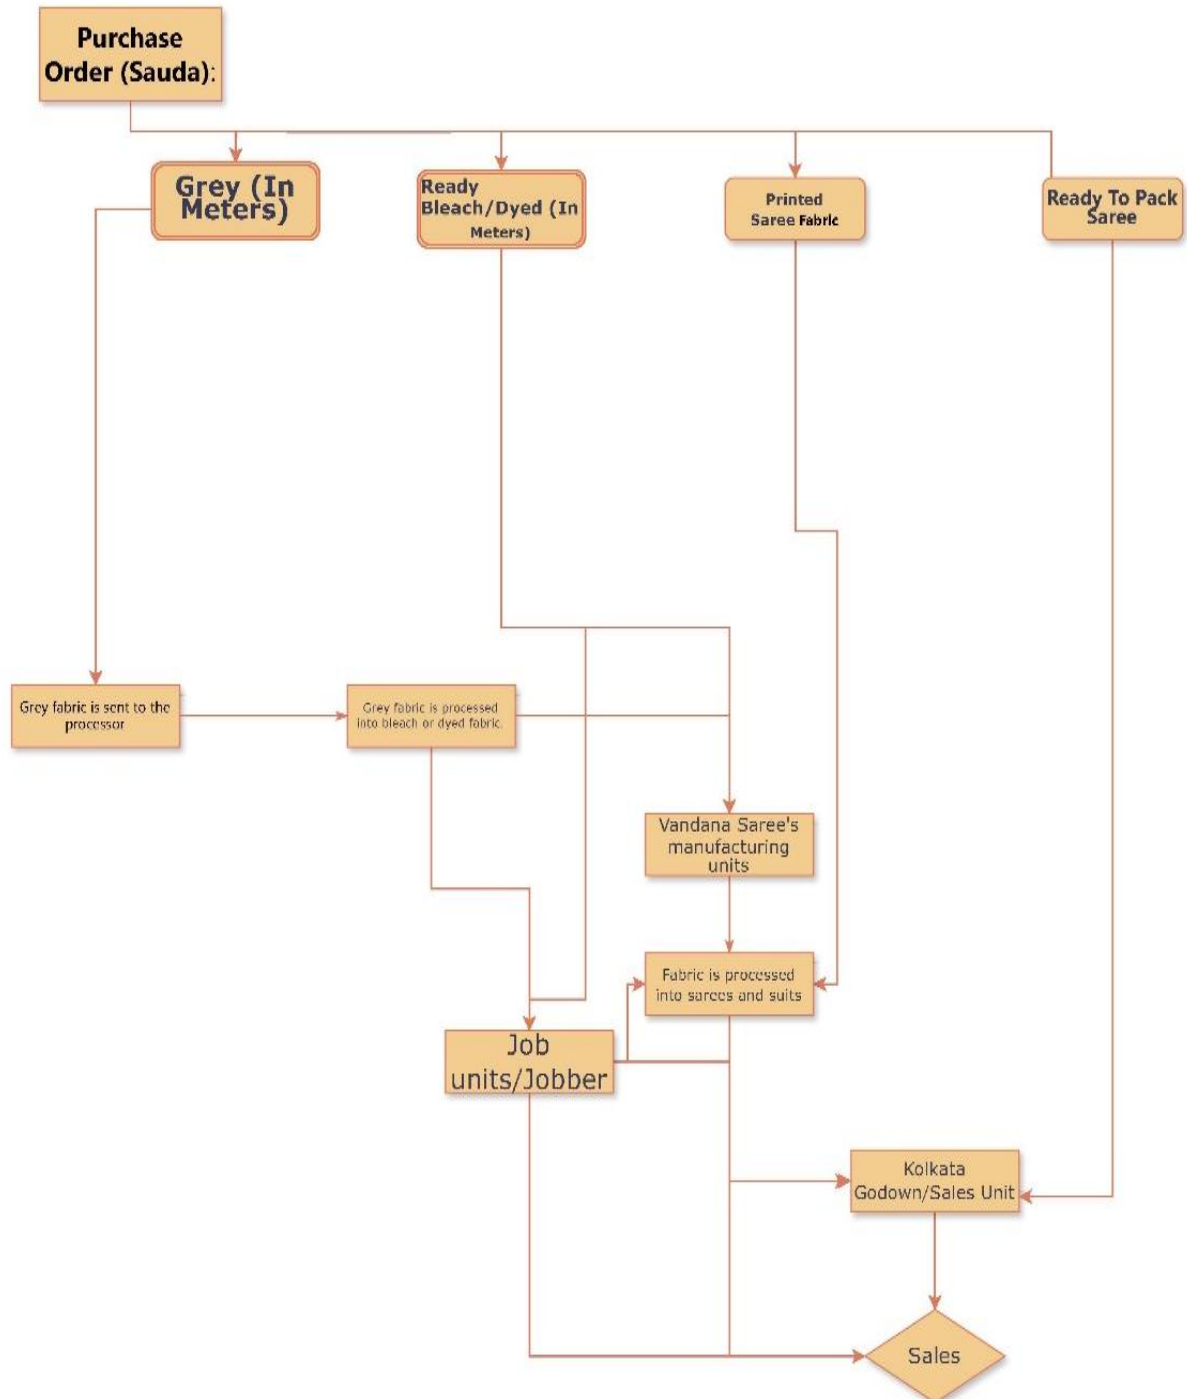 Purchase
Order (Sauda):
Grey (In
Meters)
Ready
Bleach/Dyed (In
Meters)
Printed
Saree Fabric
Ready To Pack
Saree
Grey fabric is sent to the
processor
Grey fabric is processed
into bleach or dyed fabric.
Vandana Saree's
manufacturing
units
Fabric is processed
into sarees and suits
Job
units/Jobber
Kolkata
Godown/Sales Unit
Sales